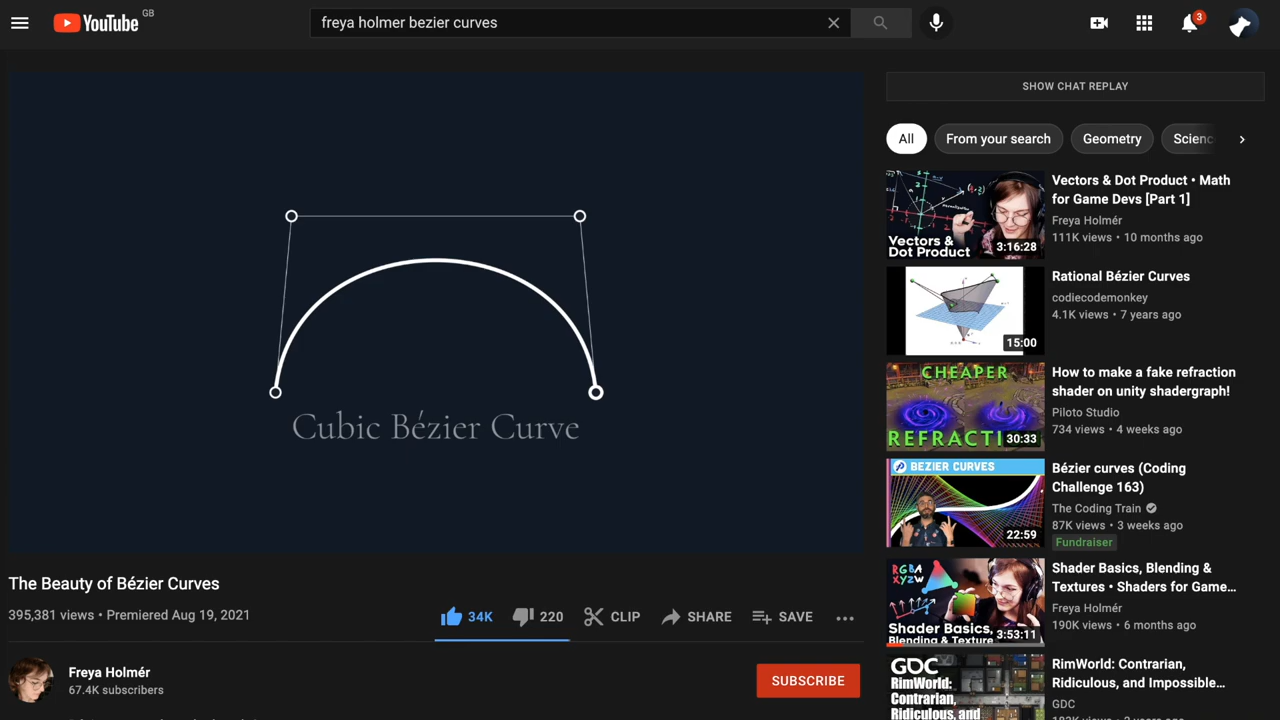 YouTube GB
freya holmer bezier curves
3
SHOW CHAT REPLAY
All
From your search
Geometry
Scienc
Cubic Bézier Curve
The Beauty of Bézier Curves
395,381 views • Premiered Aug 19, 2021
34K
220
CLIP
SHARE
SAVE
Freya Holmér
67.4K subscribers
SUBSCRIBE
Vectors &
Dot Product
3:16:28
Vectors & Dot Product • Math
for Game Devs [Part 1]
Freya Holmér
111K views • 10 months ago
15:00
Rational Bézier Curves
codiecodemonkey
4.1K views • 7 years ago
CHEAPER
REFRACTI
30:33
How to make a fake refraction
shader on unity shadergraph!
Piloto Studio
734 views • 4 weeks ago
BEZIER CURVES
22:59
Bézier curves (Coding
Challenge 163)
The Coding Train
87K views • 3 weeks ago
Fundraiser
RGBA
XYZW
Shader Basics,
Blending & Texture
3:53:11
Shader Basics, Blending &
Textures • Shaders for Game...
Freya Holmér
190K views • 6 months ago
GDC
RimWorld:
Contrarian,
Ridiculous, and
RimWorld: Contrarian,
Ridiculous, and Impossible...
GDC